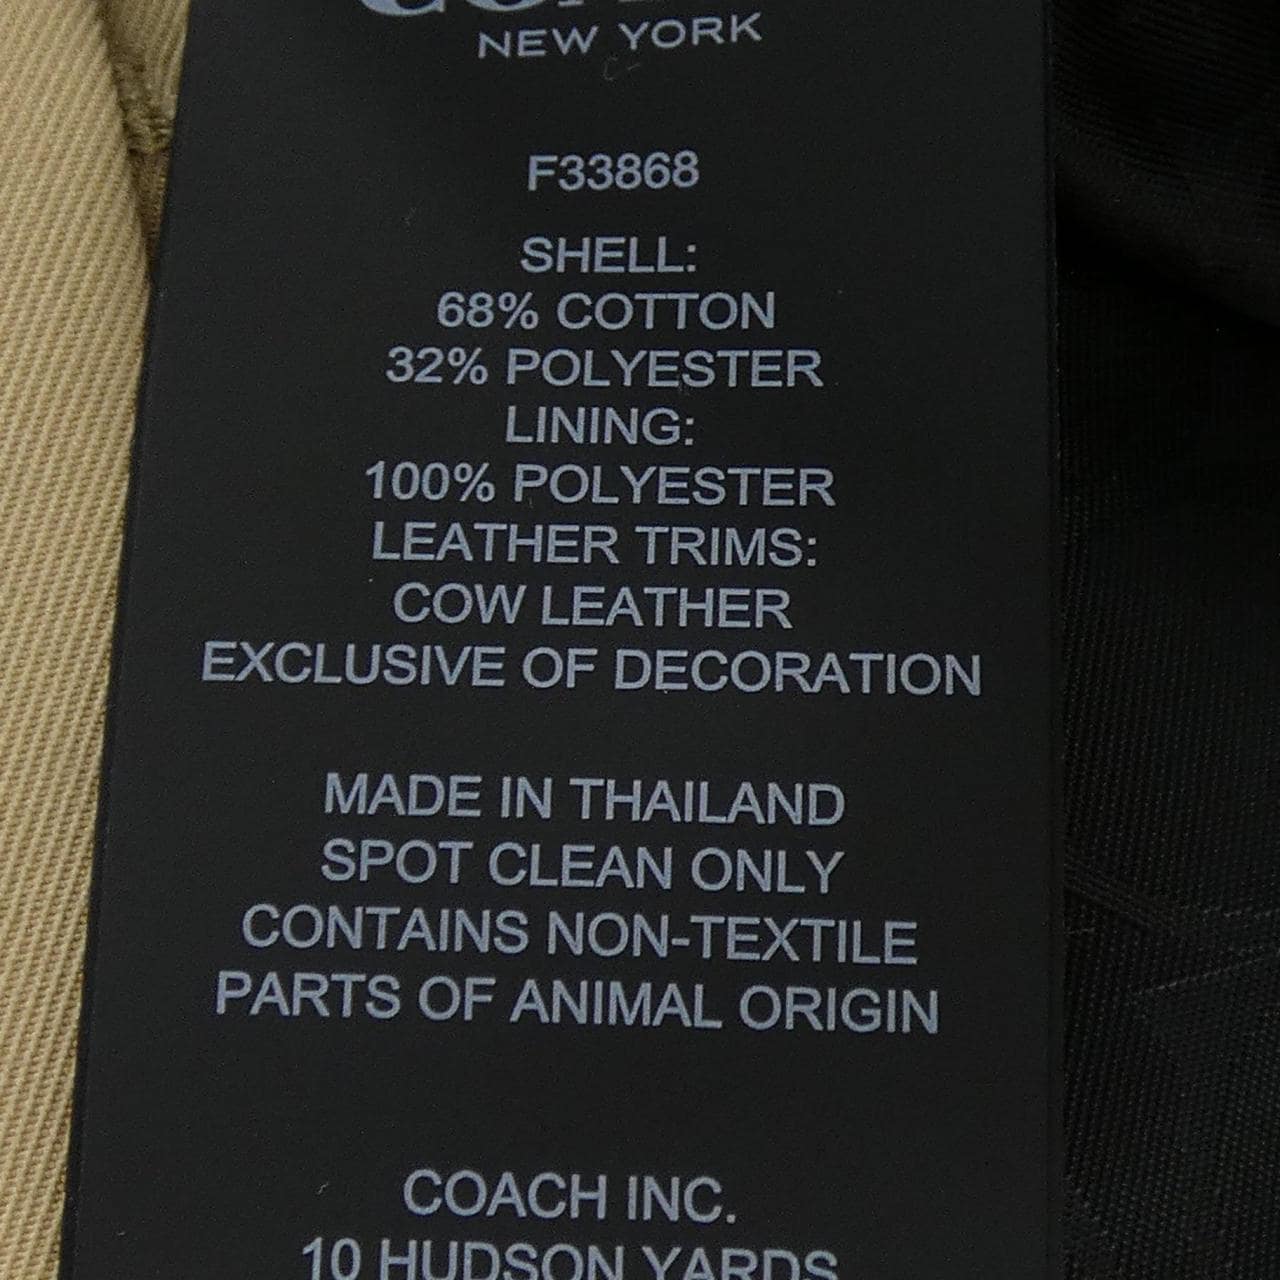 NEW YORK
F33868
SHELL:
68% COTTON
32% POLYESTER
LINING:
100% POLYESTER
LEATHER TRIMS:
COW LEATHER
EXCLUSIVE OF DECORATION
MADE IN THAILAND
SPOT CLEAN ONLY
CONTAINS NON-TEXTILE
PARTS OF ANIMAL ORIGIN
COACH INC.
10 HUDSON YARDS